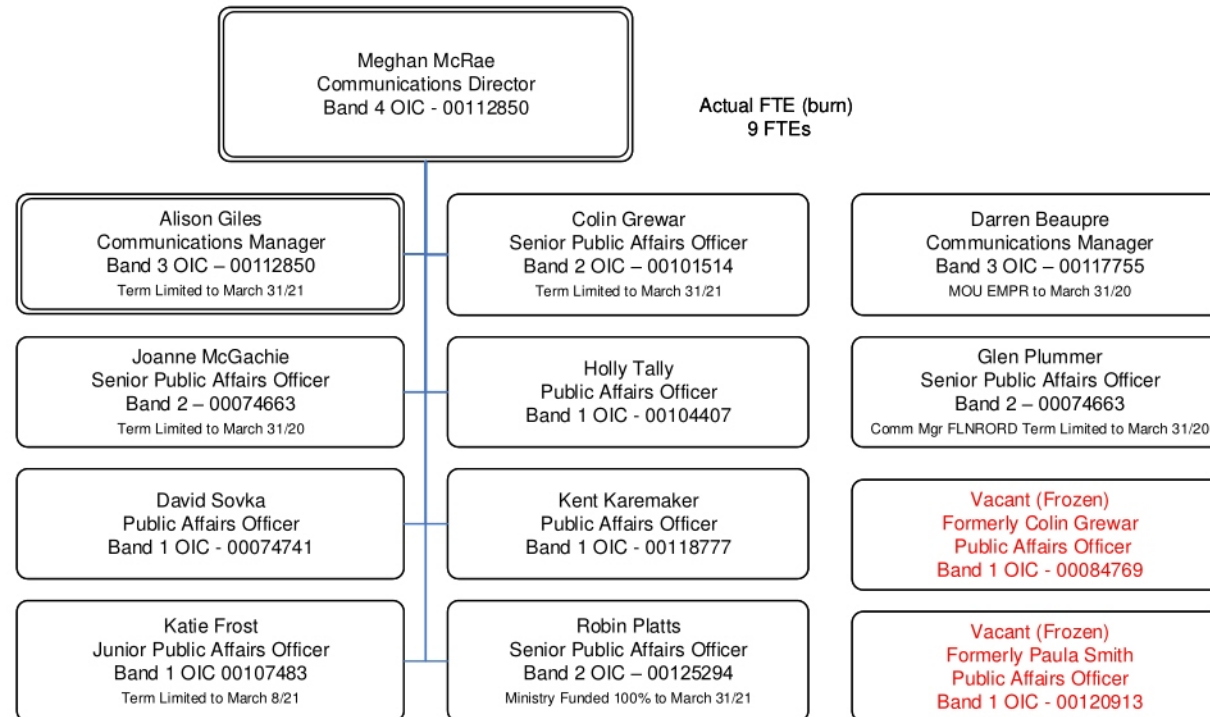 Meghan McRae
Communications Director
Band 4 OIC - 00112850
Actual FTE (burn)
9 FTEs
Alison Giles
Communications Manager
Band 3 OIC – 00112850
Term Limited to March 31/21
Colin Grewar
Senior Public Affairs Officer
Band 2 OIC – 00101514
Term Limited to March 31/21
Darren Beaupre
Communications Manager
Band 3 OIC – 00117755
MOU EMPR to March 31/20
Joanne McGachie
Senior Public Affairs Officer
Band 2 – 00074663
Term Limited to March 31/20
Holly Tally
Public Affairs Officer
Band 1 OIC - 00104407
Glen Plummer
Senior Public Affairs Officer
Band 2 – 00074663
Comm Mgr FLNRORD Term Limited to March 31/20
David Sovka
Public Affairs Officer
Band 1 OIC - 00074741
Kent Karemaker
Public Affairs Officer
Band 1 OIC - 00118777
Vacant (Frozen)
Formerly Colin Grewar
Public Affairs Officer
Band 1 OIC - 00084769
Katie Frost
Junior Public Affairs Officer
Band 1 OIC 00107483
Term Limited to March 8/21
Robin Platts
Senior Public Affairs Officer
Band 2 OIC – 00125294
Ministry Funded 100% to March 31/21
Vacant (Frozen)
Formerly Paula Smith
Public Affairs Officer
Band 1 OIC - 00120913